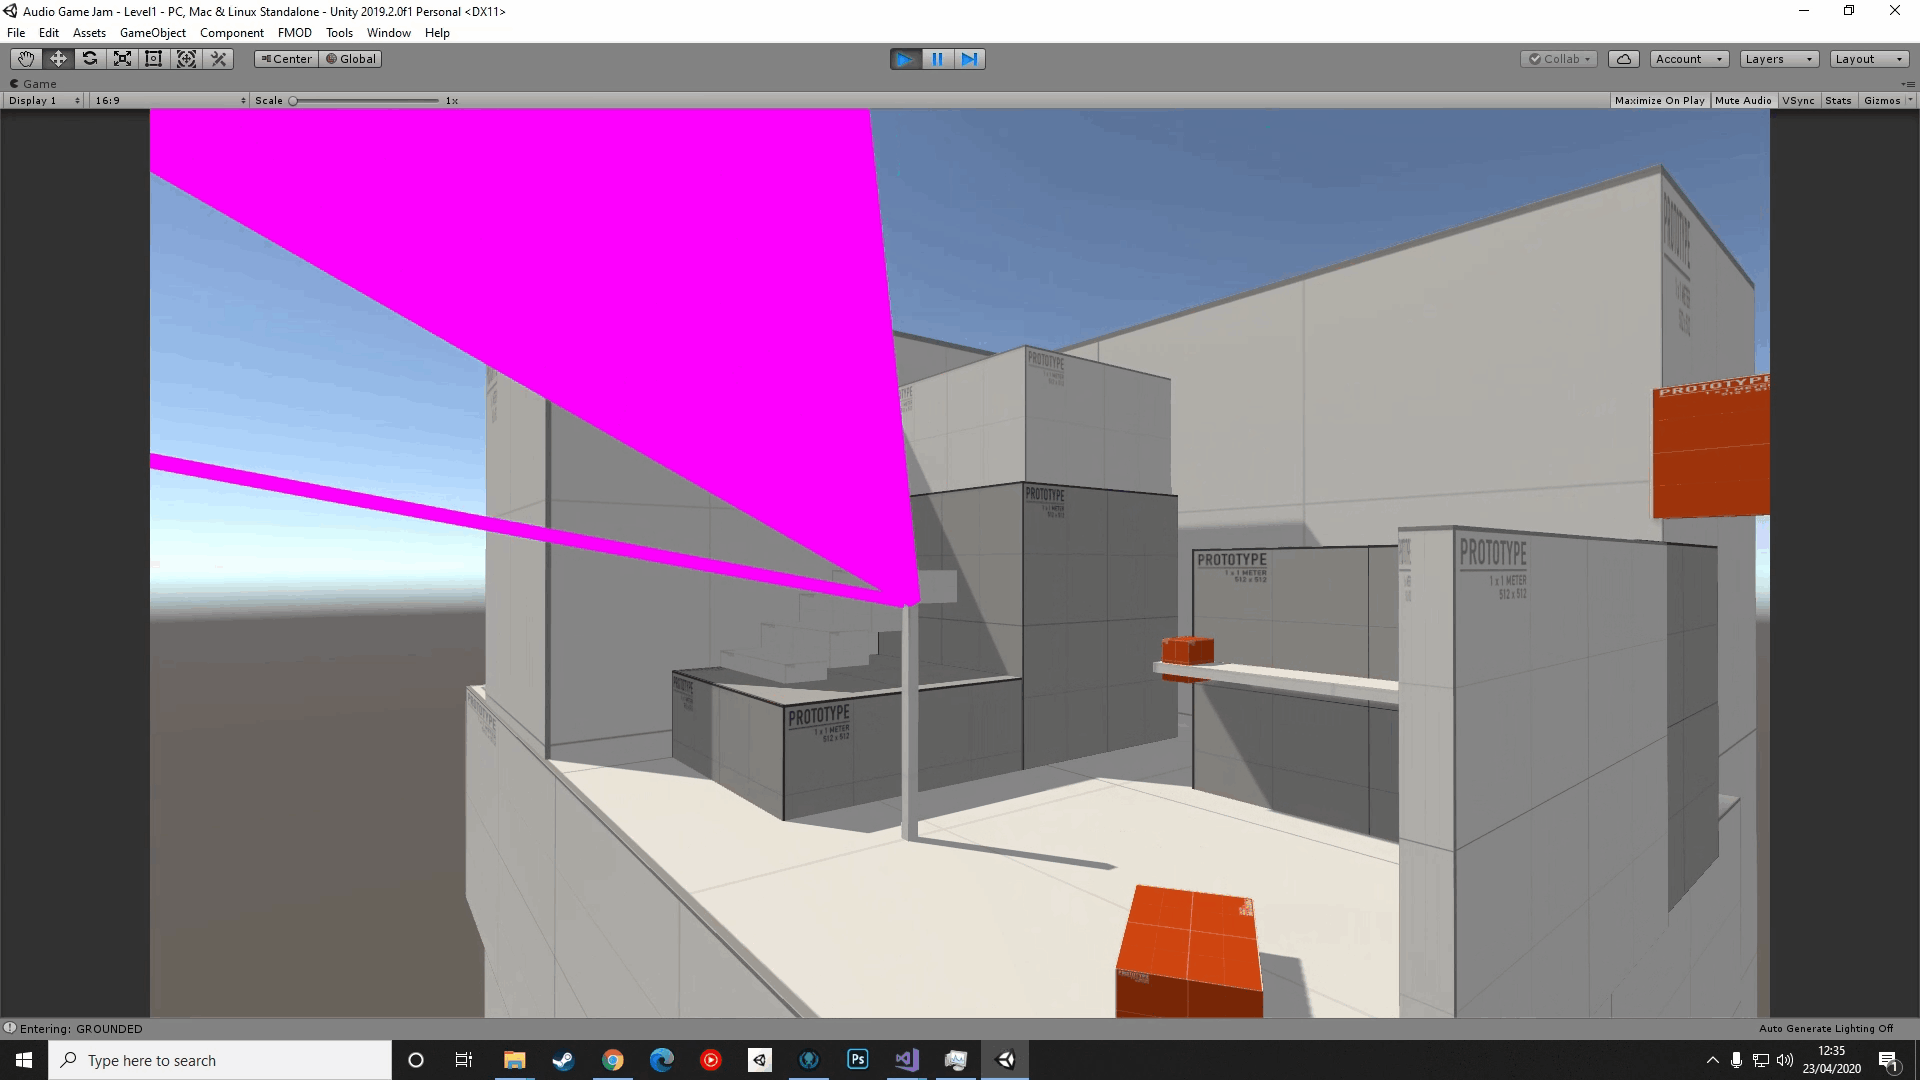 Audio Game Jam - Level1 - PC, Mac & Linux Standalone - Unity 2019.2.0f1 Personal <DX11>
File Edit Assets GameObject Component FMOD Tools Window Help
Center Global Collab Account Layers Layout
Game
Display 1 16:9 Scale 1x Maximize On Play Mute Audio VSync Stats Gizmos
PROTOTYPE
PROTOTYPE
PROTOTYPE
PROTOTYPE
PROTOTYPE
1 x 1 METER
512 x 512
PROTOTYPE
1 x 1 METER
512 x 512
PROTOTYPE
PROTOTYPE
1 x 1 METER
512 x 512
Entering: GROUNDED
Auto Generate Lighting Off
Type here to search
Ps
12:35
23/04/2020
1